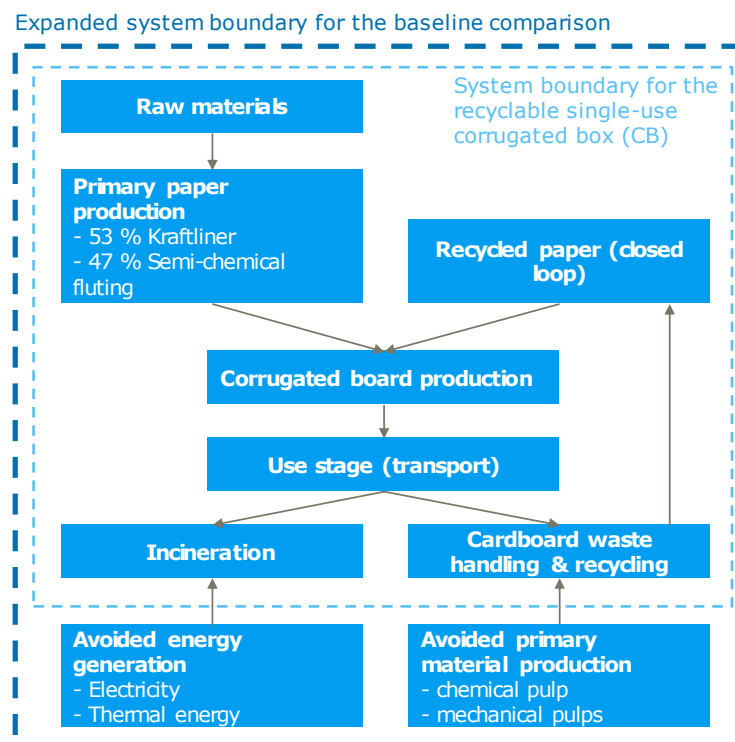 Expanded system boundary for the baseline comparison
System boundary for the
recyclable single-use
corrugated box (CB)
Raw materials
Primary paper
production
- 53 % Kraftliner
- 47 % Semi-chemical
fluting
Recycled paper (closed
loop)
Corrugated board production
Use stage (transport)
Incineration
Cardboard waste
handling & recycling
Avoided energy
generation
- Electricity
- Thermal energy
Avoided primary
material production
- chemical pulp
- mechanical pulps